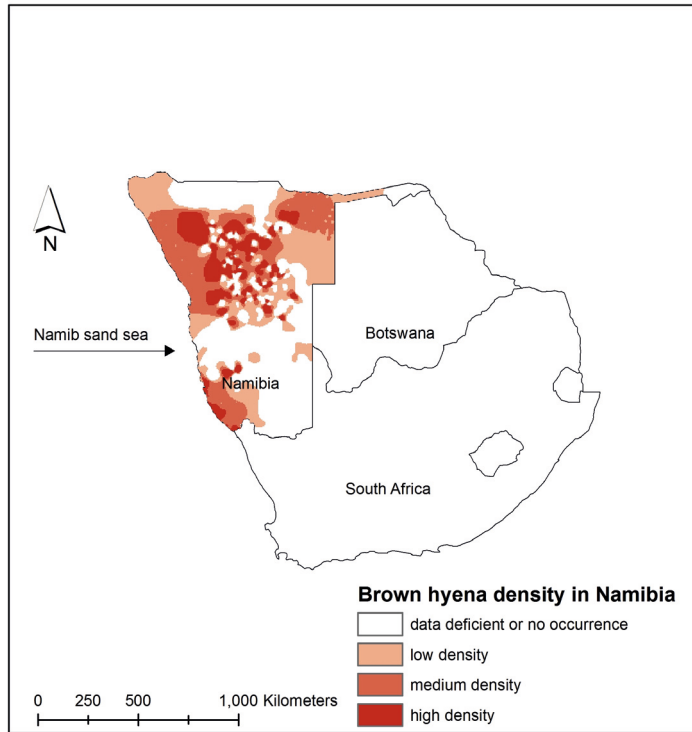 N
Namib sand sea
Botswana
Namibia
South Africa
Brown hyena density in Namibia
data deficient or no occurrence
low density
medium density
high density
0 250 500 1,000 Kilometers